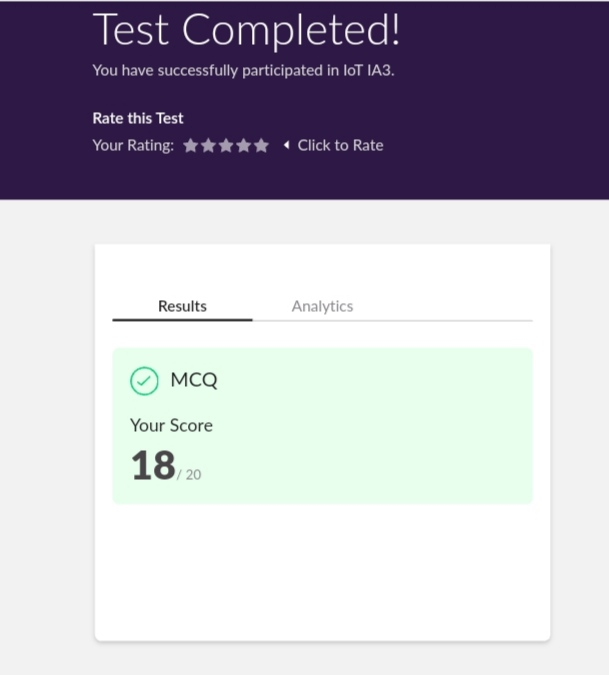 Test Completed!
You have successfully participated in IoT IA3.
Rate this Test
Your Rating: Click to Rate
Results Analytics
MCQ
Your Score
18 / 20